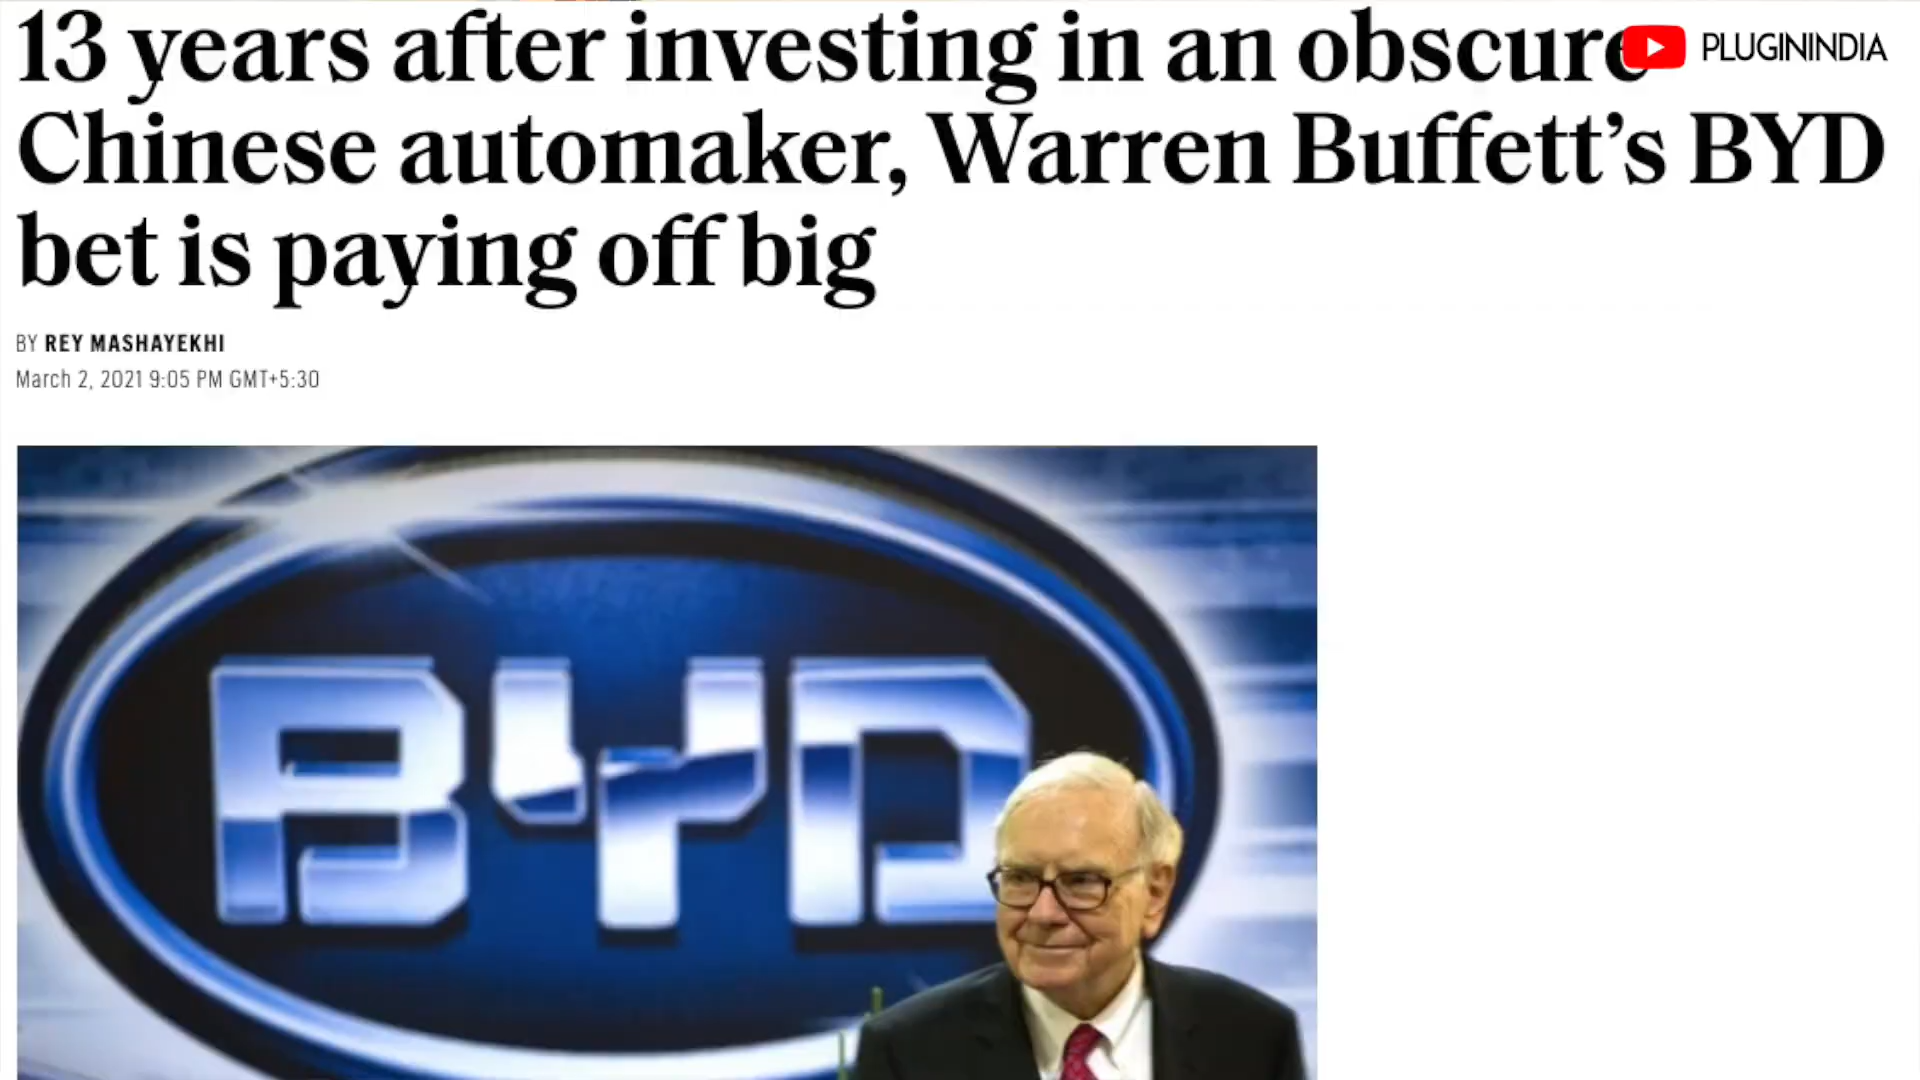 13 years after investing in an obscure
PLUGININDIA
Chinese automaker, Warren Buffett’s BYD
bet is paying off big
BY REY MASHAYEKHI
March 2, 2021 9:05 PM GMT+5:30
BYD